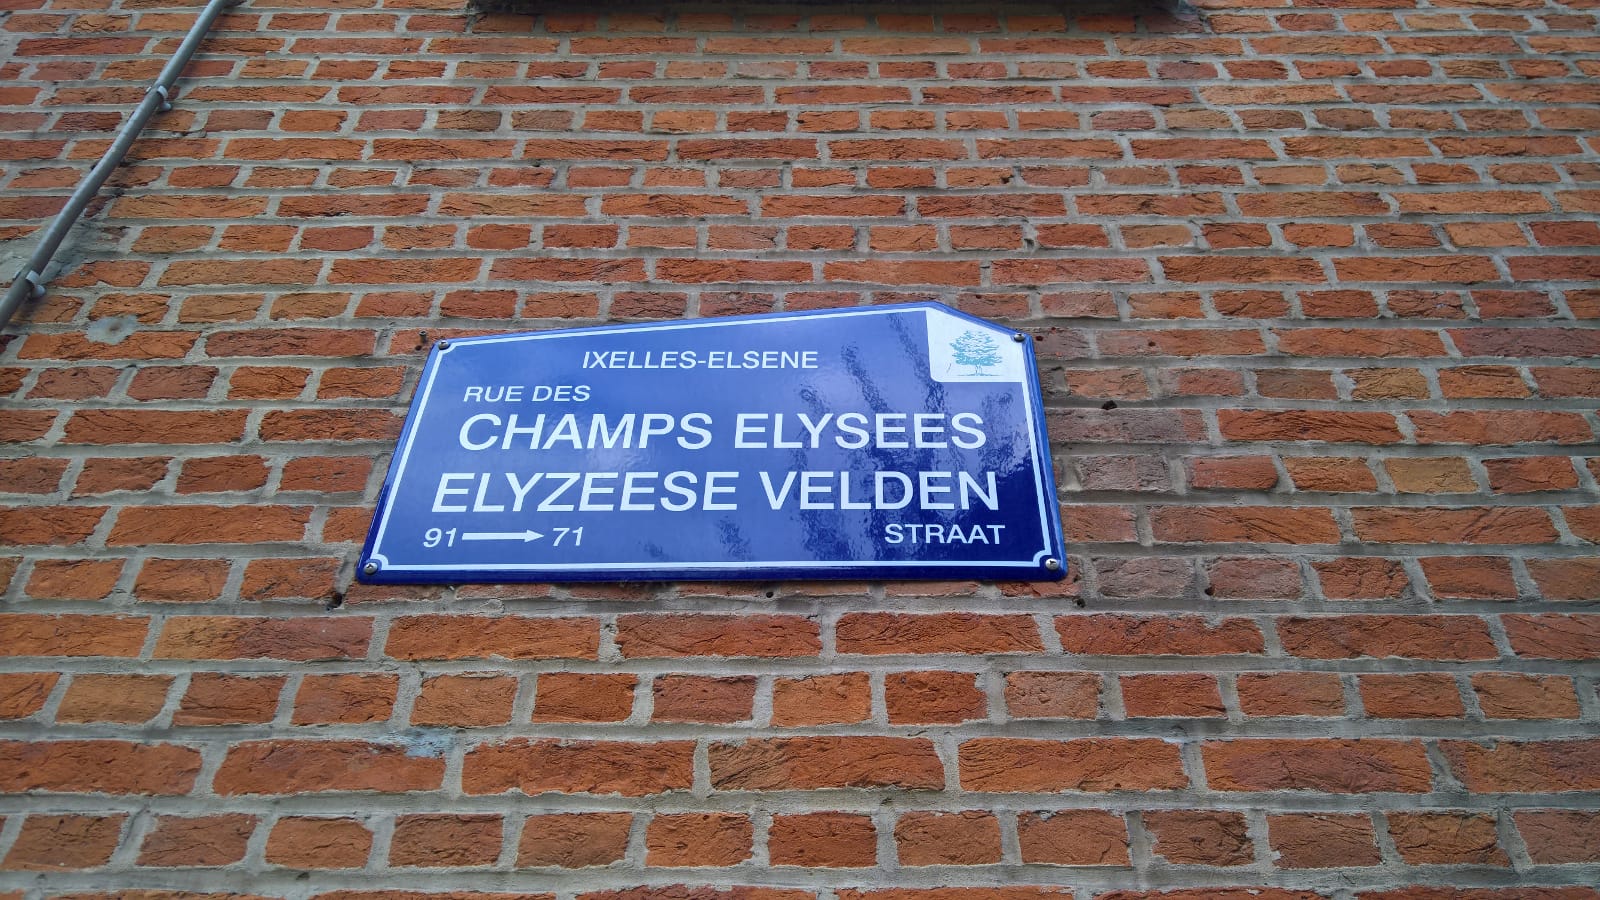 IXELLES-ELSENE
RUE DES
CHAMPS ELYSEES
ELYZEESE VELDEN
91 → 71 STRAAT